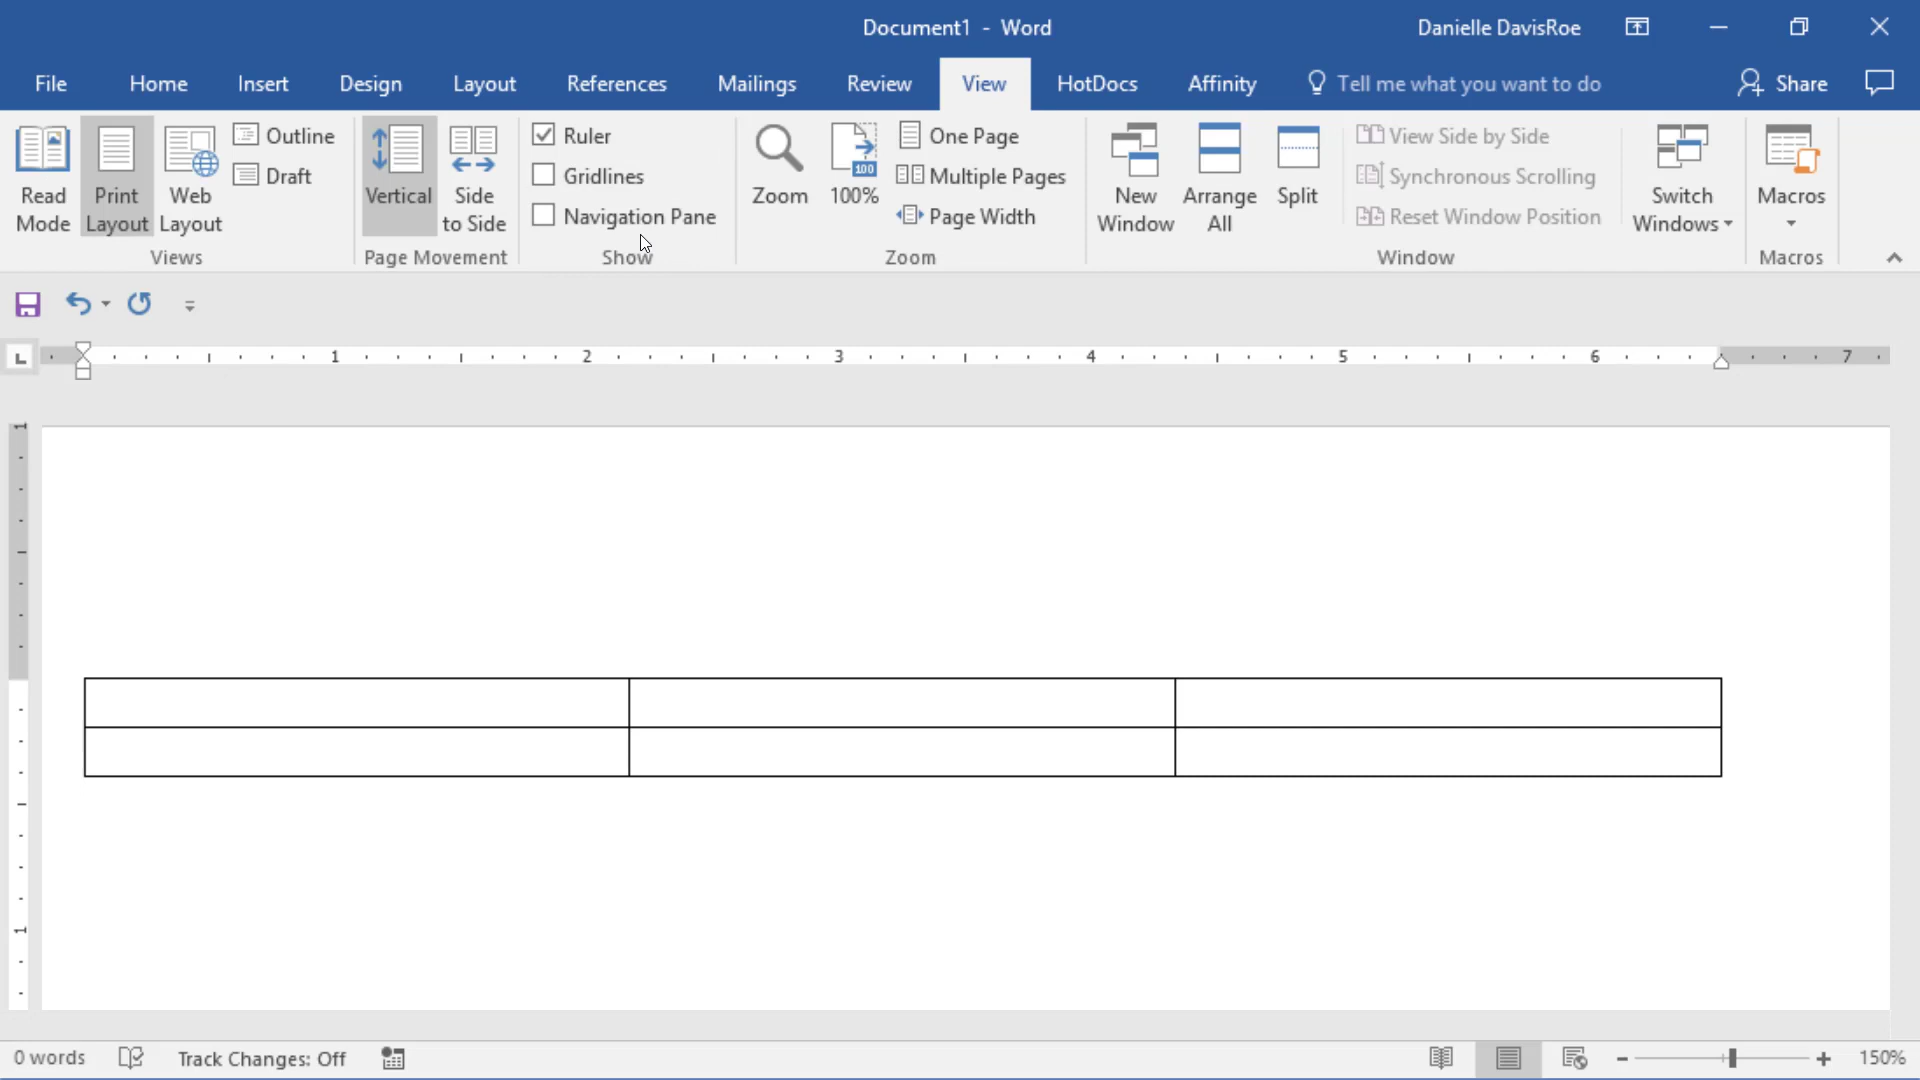 Document1 - Word
Danielle DavisRoe
File Home Insert Design Layout References Mailings Review View HotDocs Affinity Tell me what you want to do Share
Read Mode
Print Layout
Web Layout
Outline
Draft
Views
Vertical
Side to Side
Page Movement
Ruler
Gridlines
Navigation Pane
Show
Zoom
100
100%
One Page
Multiple Pages
Page Width
Zoom
New Window
Arrange All
Split
View Side by Side
Synchronous Scrolling
Reset Window Position
Switch Windows
Window
Macros
Macros
L 1 2 3 4 5 6 7
1
1
0 words Track Changes: Off 150%